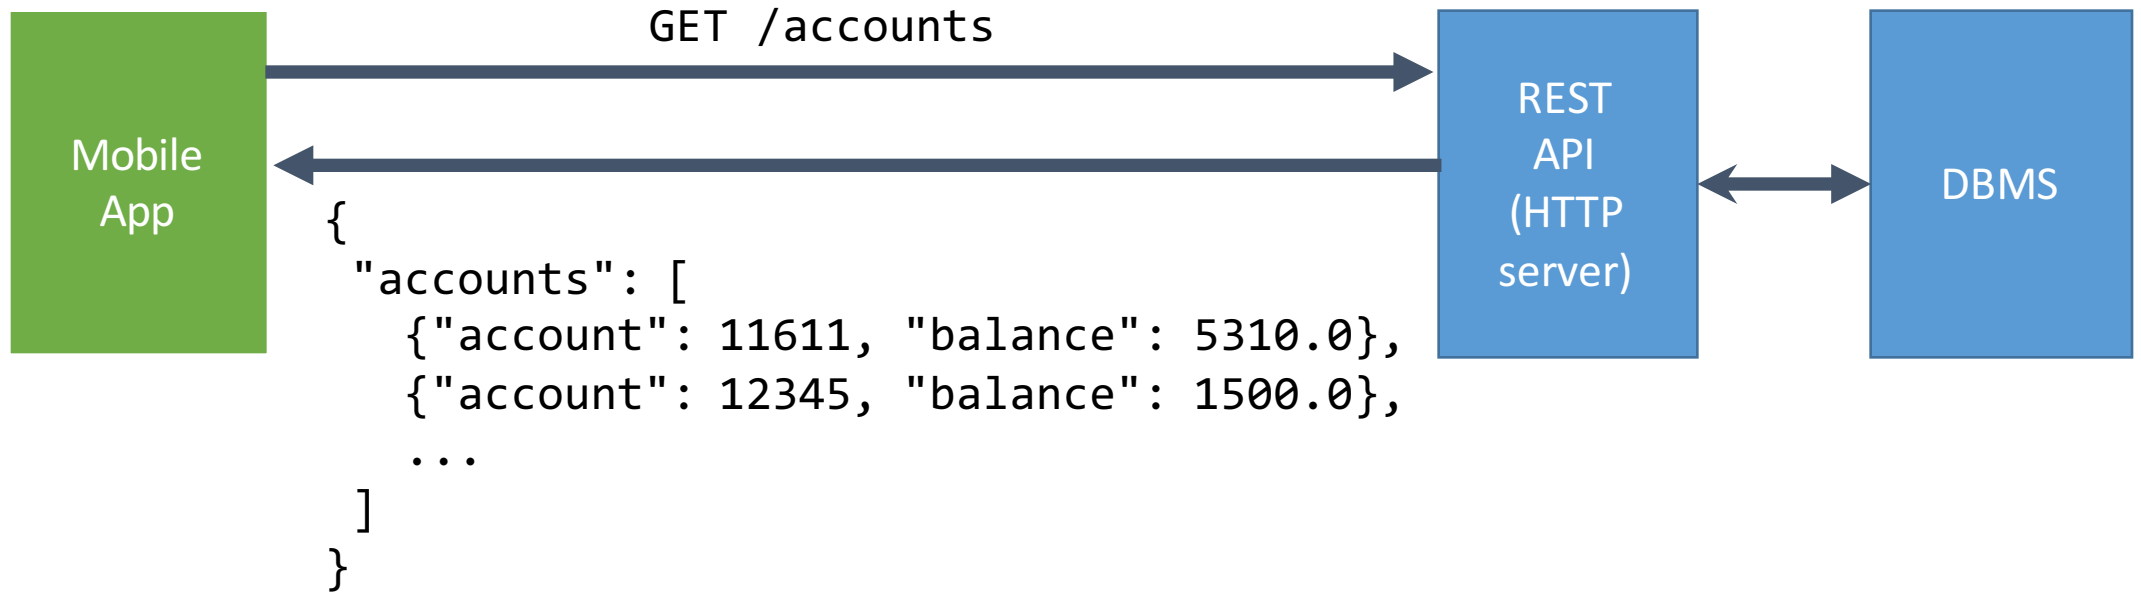 GET /accounts
Mobile
App
{
"accounts": [
{"account": 11611, "balance": 5310.0},
{"account": 12345, "balance": 1500.0},
...
]
}
REST
API
(HTTP
server)
DBMS